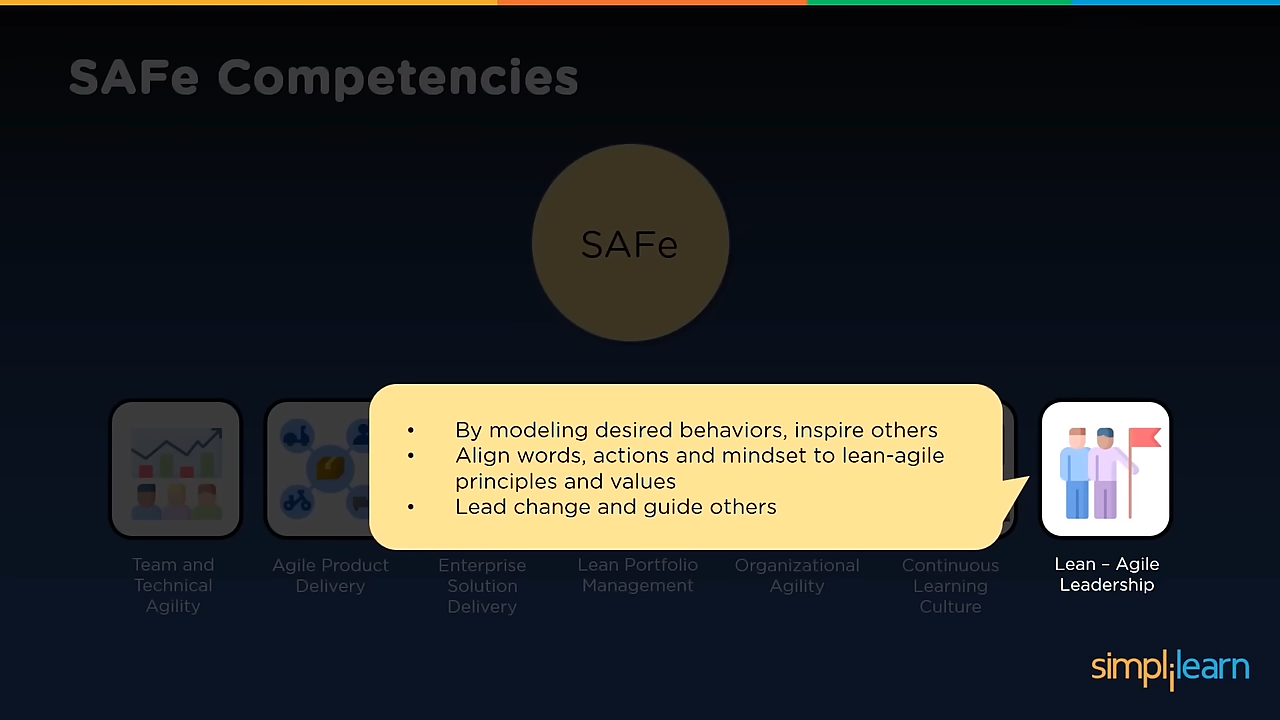 SAFe Competencies
SAFe
• By modeling desired behaviors, inspire others
• Align words, actions and mindset to lean-agile
principles and values
• Lead change and guide others
Team and
Technical
Agility
Agile Product
Delivery
Enterprise
Solution
Delivery
Lean Portfolio
Management
Organizational
Agility
Continuous
Learning
Culture
Lean – Agile
Leadership
simplilearn